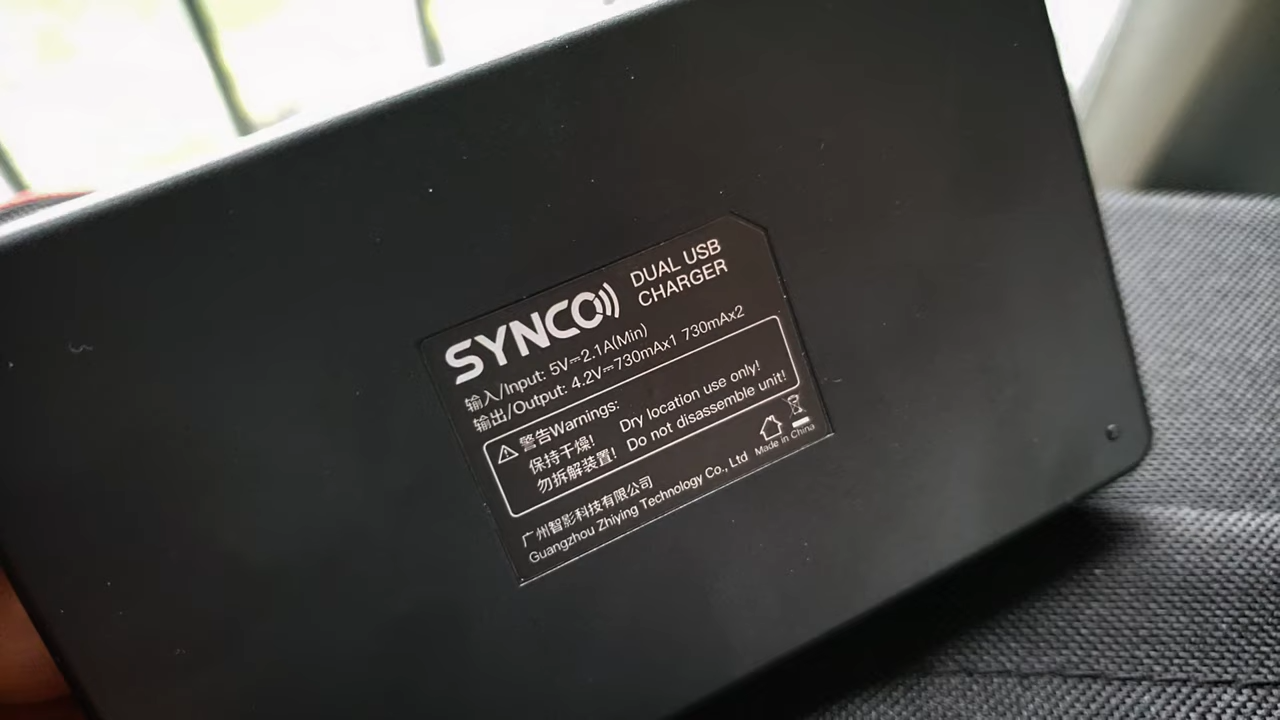 SYNCO
DUAL USB
CHARGER
输入/Input: 5V⎓2.1A(Min)
输出/Output: 4.2V⎓730mAx1 730mAx2
警告Warnings:
保持干燥! Dry location use only!
勿拆解装置! Do not disassemble unit!
广州智影科技有限公司
Guangzhou Zhiying Technology Co., Ltd
Made in China